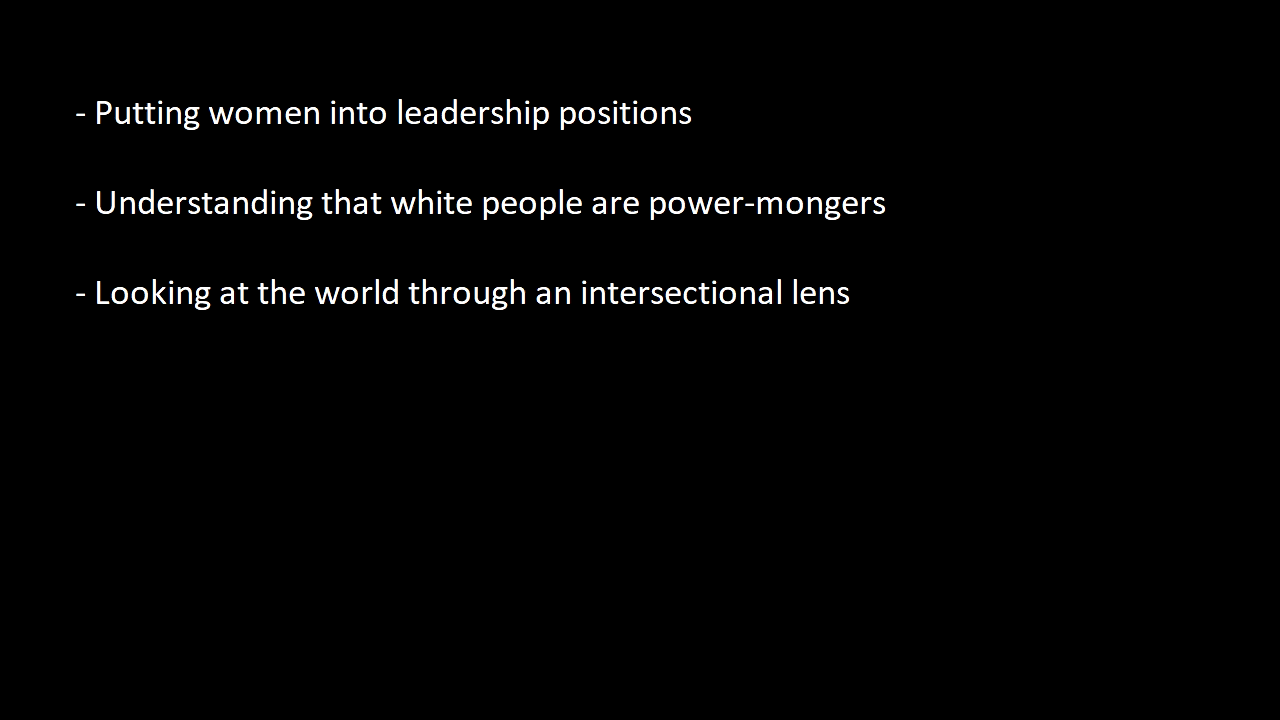 - Putting women into leadership positions
- Understanding that white people are power-mongers
- Looking at the world through an intersectional lens